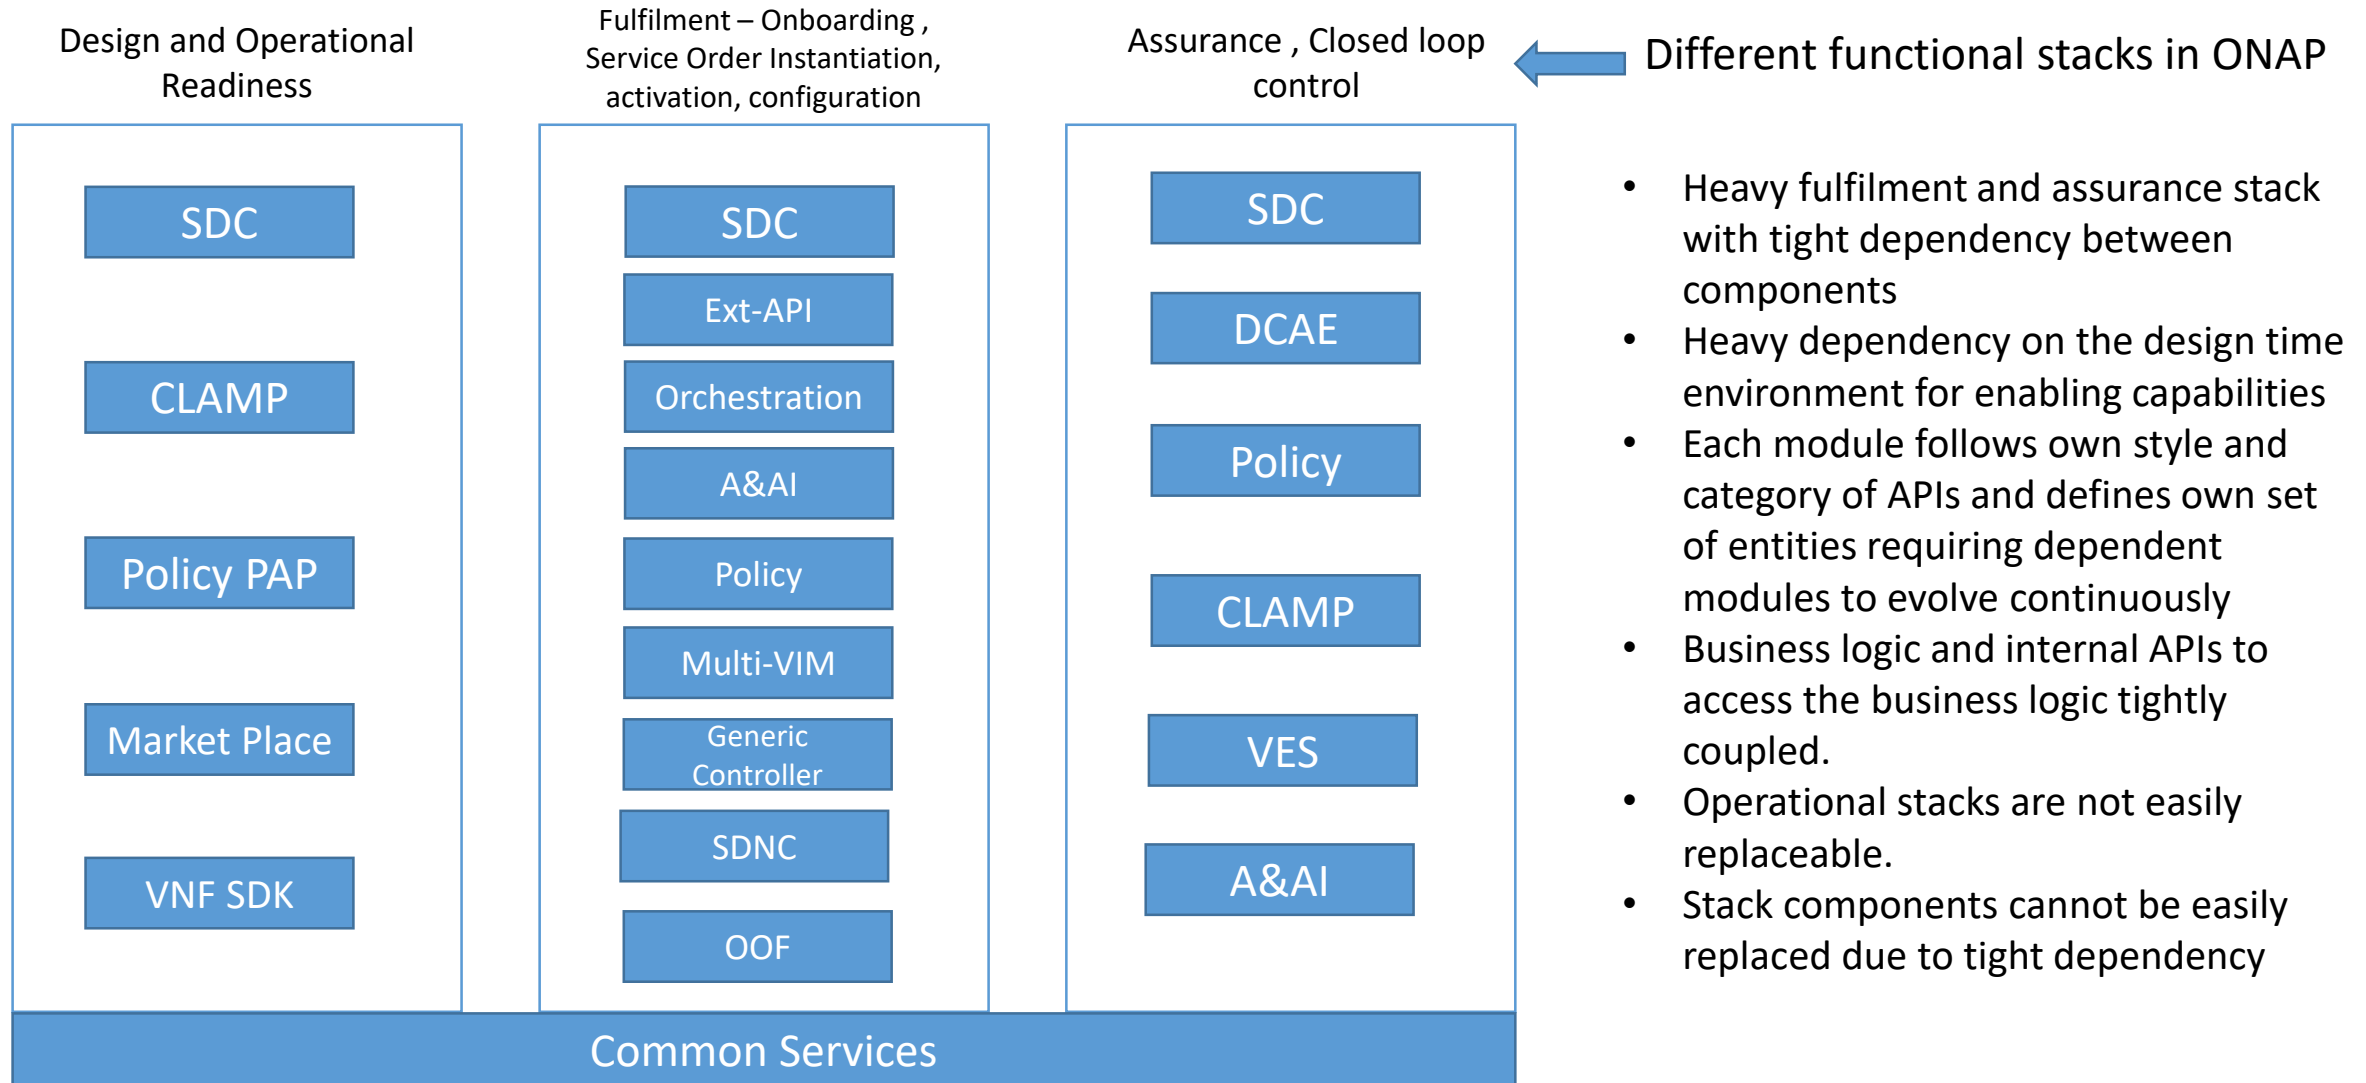 Design and Operational
Readiness
Fulfilment – Onboarding ,
Service Order Instantiation,
activation, configuration
Assurance , Closed loop
control
Different functional stacks in ONAP
SDC
CLAMP
Policy PAP
Market Place
VNF SDK
SDC
Ext-API
Orchestration
A&AI
Policy
Multi-VIM
Generic
Controller
SDNC
OOF
SDC
DCAE
Policy
CLAMP
VES
A&AI
• Heavy fulfilment and assurance stack
with tight dependency between
components
• Heavy dependency on the design time
environment for enabling capabilities
• Each module follows own style and
category of APIs and defines own set
of entities requiring dependent
modules to evolve continuously
• Business logic and internal APIs to
access the business logic tightly
coupled.
• Operational stacks are not easily
replaceable.
• Stack components cannot be easily
replaced due to tight dependency
Common Services